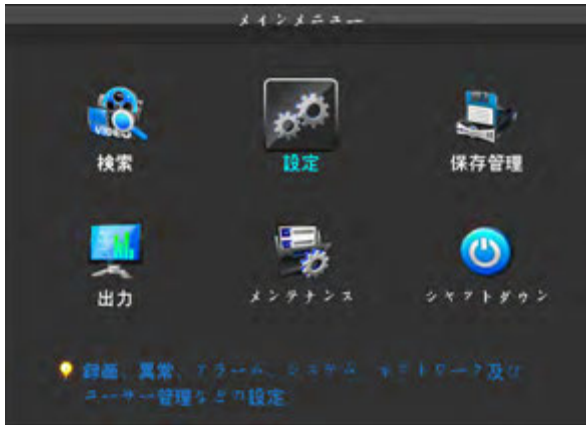 メインメニュー
VIDEO
検索 設定 保存管理
出力 メンテナンス シャットダウン
録画、異常、アラーム、システム、ネットワーク及び
ユーザー管理などの設定